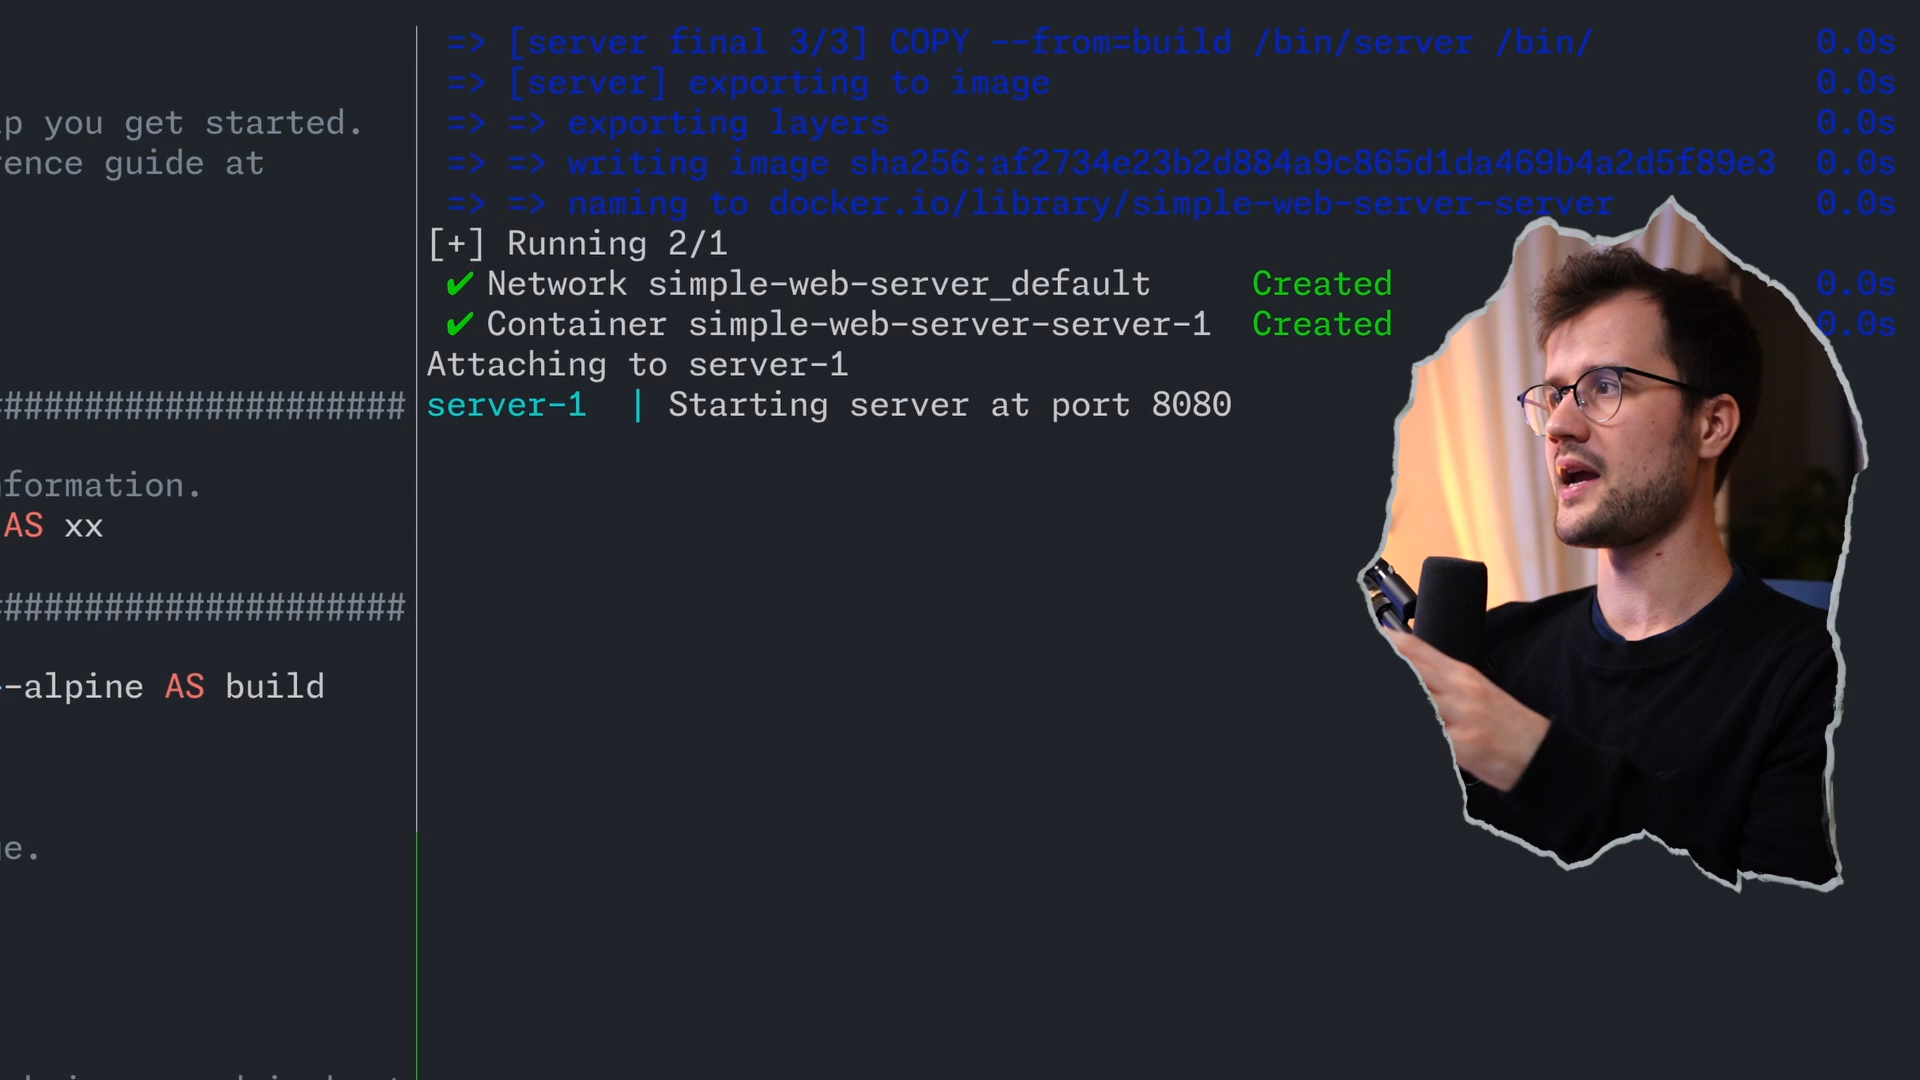 => [server final 3/3] COPY --from=build /bin/server /bin/ 0.0s
=> [server] exporting to image 0.0s
=> => exporting layers 0.0s
=> => writing image sha256:af2734e23b2d884a9c865d1da469b4a2d5f89e3 0.0s
=> => naming to docker.io/library/simple-web-server-server 0.0s
[+] Running 2/1
✔ Network simple-web-server_default Created 0.0s
✔ Container simple-web-server-server-1 Created 0.0s
Attaching to server-1
server-1 | Starting server at port 8080
you get started.
guide at
####################
####################
AS xx
-alpine AS build